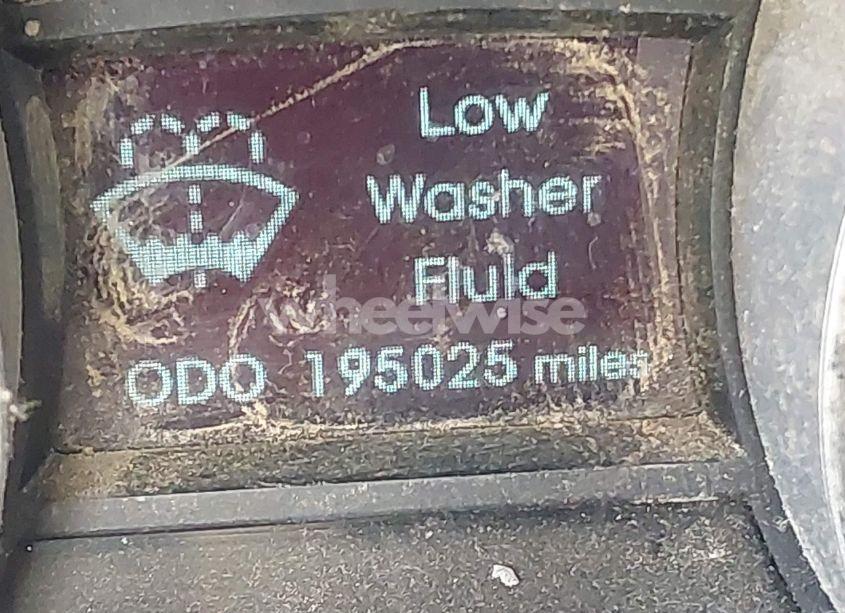 Low
Washer
Fluid
wheelwise
ODO 195025 miles